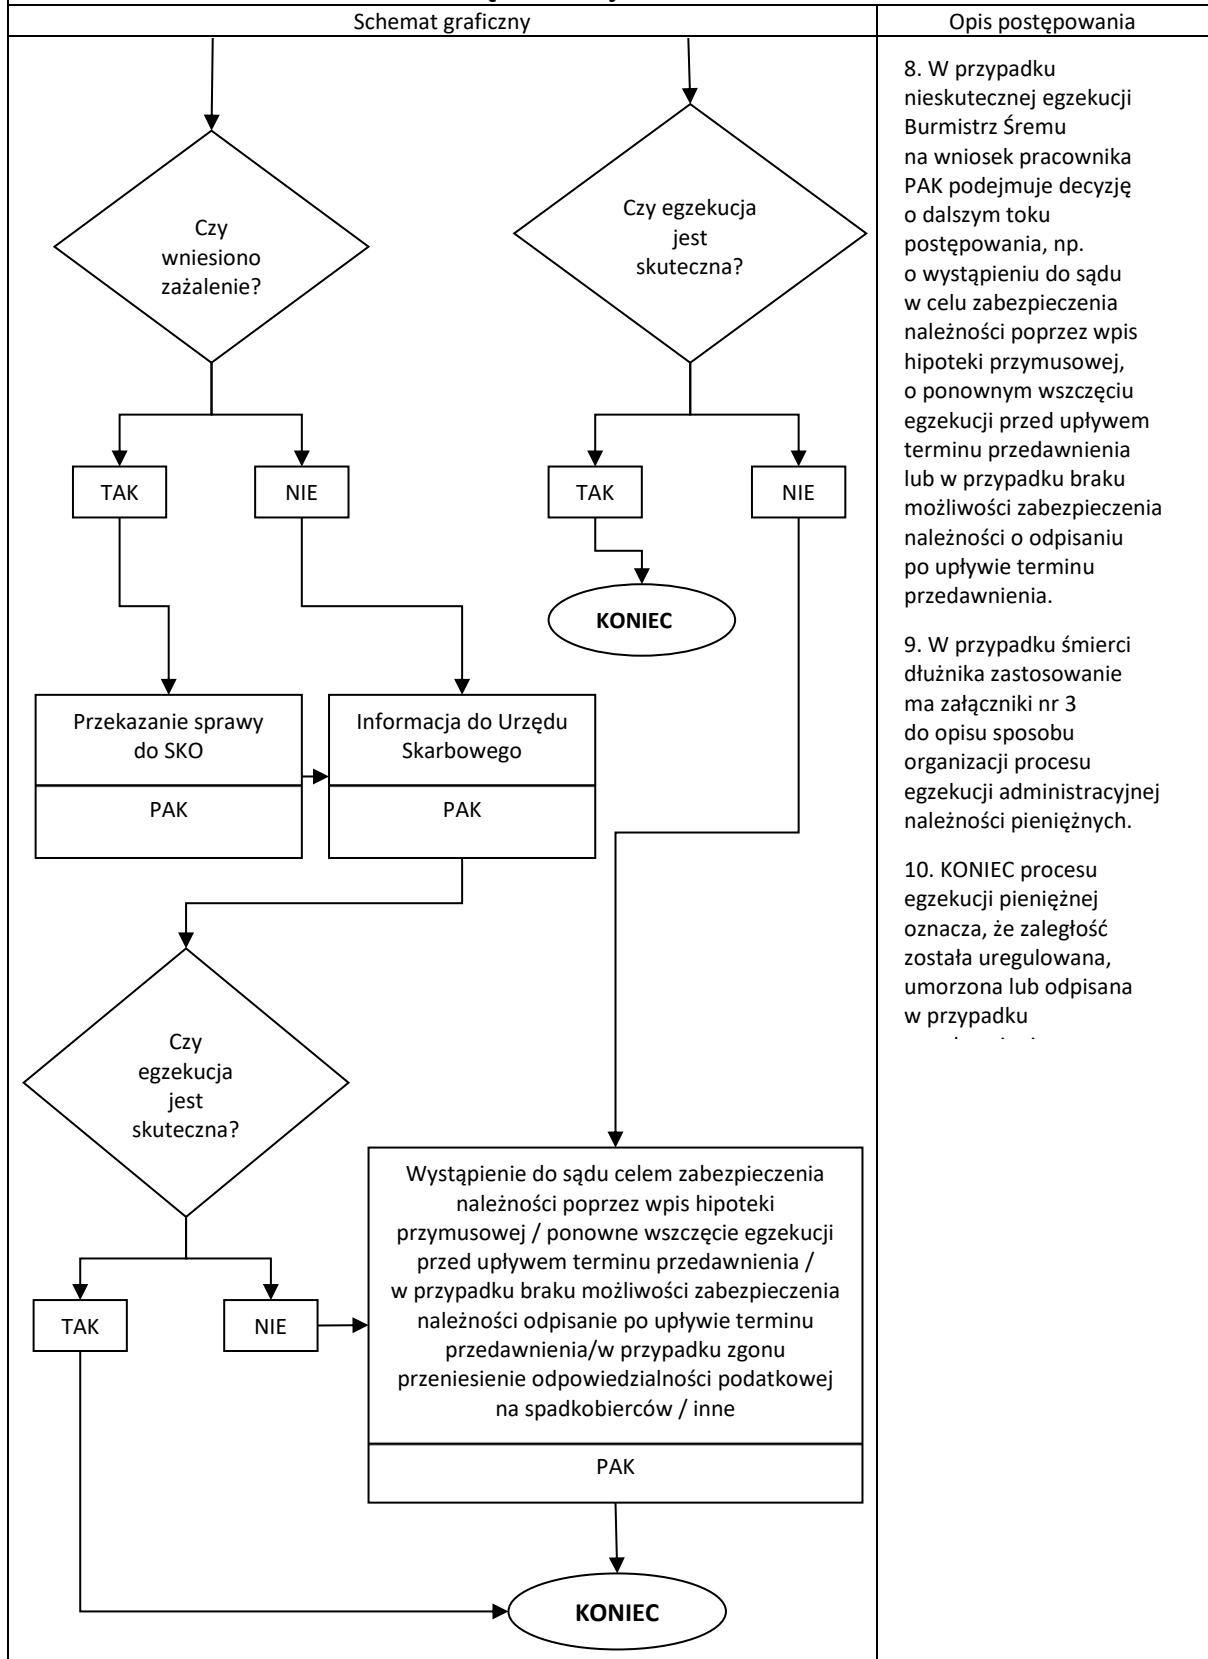 Schemat graficzny
Opis postępowania
Czy
wniesiono
zażalenie?
Czy egzekucja
jest
skuteczna?
TAK
NIE
TAK
NIE
KONIEC
Przekazanie sprawy
do SKO
PAK
Informacja do Urzędu
Skarbowego
PAK
Czy
egzekucja
jest
skuteczna?
TAK
NIE
Wystąpienie do sądu celem zabezpieczenia
należności poprzez wpis hipoteki
przymusowej / ponowne wszczęcie egzekucji
przed upływem terminu przedawnienia /
w przypadku braku możliwości zabezpieczenia
należności odpisanie po upływie terminu
przedawnienia/w przypadku zgonu
przeniesienie odpowiedzialności podatkowej
na spadkobierców / inne
PAK
KONIEC
8. W przypadku
nieskutecznej egzekucji
Burmistrz Śremu
na wniosek pracownika
PAK podejmuje decyzję
o dalszym toku
postępowania, np.
o wystąpieniu do sądu
w celu zabezpieczenia
należności poprzez wpis
hipoteki przymusowej,
o ponownym wszczęciu
egzekucji przed upływem
terminu przedawnienia
lub w przypadku braku
możliwości zabezpieczenia
należności o odpisaniu
po upływie terminu
przedawnienia.
9. W przypadku śmierci
dłużnika zastosowanie
ma załączniki nr 3
do opisu sposobu
organizacji procesu
egzekucji administracyjnej
należności pieniężnych.
10. KONIEC procesu
egzekucji pieniężnej
oznacza, że zaległość
została uregulowana,
umorzona lub odpisana
w przypadku